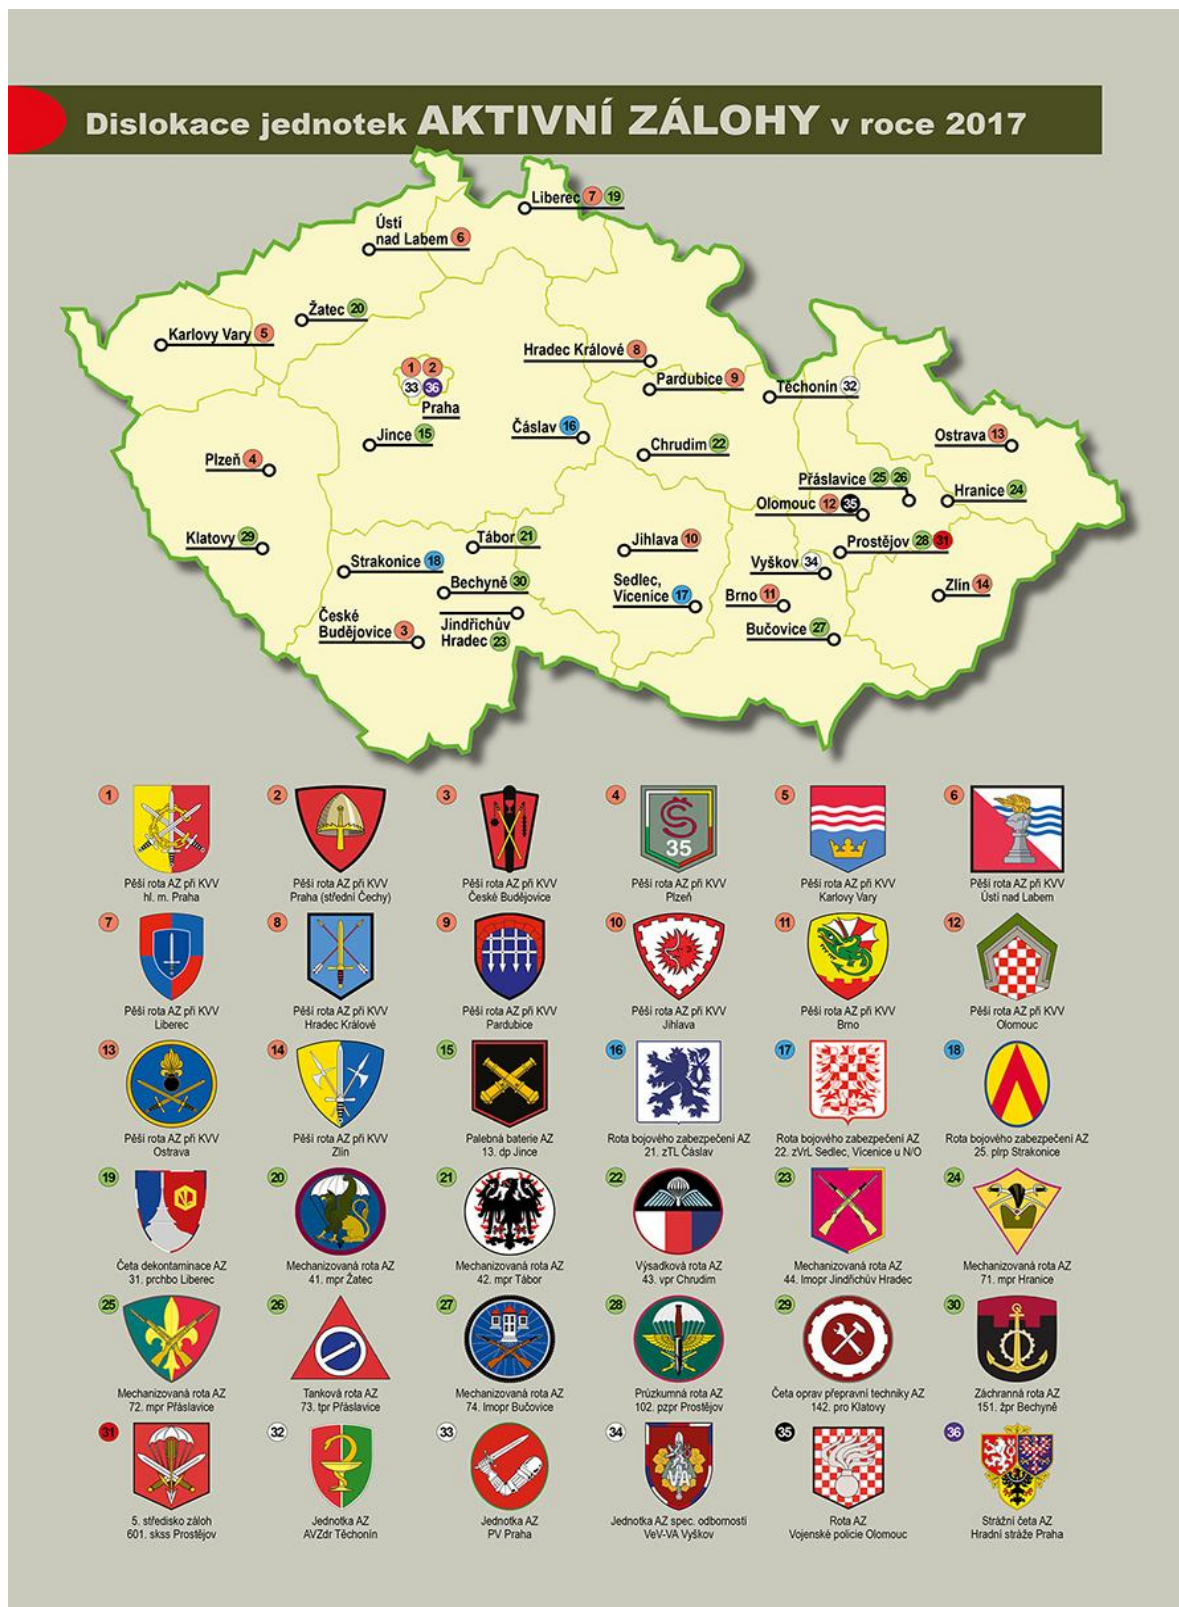 Dislokace jednotek AKTIVNÍ ZÁLOHY v roce 2017
Liberec 7 19
Ústí
nad Labem 6
Žatec 20
Karlovy Vary 5
Hradec Králové 8
1 2
33 36
Praha
Pardubice 9
Těchonín 32
Čáslav 16
Jince 15
Chrudim 22
Ostrava 13
Plzeň 4
Přáslavice 25 26
Hranice 24
Olomouc 12 35
Klatovy 29
Tábor 21
Jihlava 10
Prostějov 28 31
Strakonice 18
Vyškov 34
Bechyně 30
Sedlec,
Vícenice 17
Brno 11
Zlín 14
České
Budějovice 3
Jindřichův
Hradec 23
Bučovice 27
1 2 3 4 5 6
ČS
35
Pěší rota AZ při KVV
hl. m. Praha
Pěší rota AZ při KVV
Praha (střední Čechy)
Pěší rota AZ při KVV
České Budějovice
Pěší rota AZ při KVV
Plzeň
Pěší rota AZ při KVV
Karlovy Vary
Pěší rota AZ při KVV
Ústí nad Labem
7 8 9 10 11 12
Pěší rota AZ při KVV
Liberec
Pěší rota AZ při KVV
Hradec Králové
Pěší rota AZ při KVV
Pardubice
Pěší rota AZ při KVV
Jihlava
Pěší rota AZ při KVV
Brno
Pěší rota AZ při KVV
Olomouc
13 14 15 16 17 18
Pěší rota AZ při KVV
Ostrava
Pěší rota AZ při KVV
Zlín
Palebná baterie AZ
13. dp Jince
Rota bojového zabezpečení AZ
21. zTL Čáslav
Rota bojového zabezpečení AZ
22. zVrL Sedlec, Vícenice u N/O
Rota bojového zabezpečení AZ
25. plrp Strakonice
19 20 21 22 23 24
Četa dekontaminace AZ
31. prchbo Liberec
Mechanizovaná rota AZ
41. mpr Žatec
Mechanizovaná rota AZ
42. mpr Tábor
Výsadková rota AZ
43. vpr Chrudim
Mechanizovaná rota AZ
44. lmopr Jindřichův Hradec
Mechanizovaná rota AZ
71. mpr Hranice
25 26 27 28 29 30
Mechanizovaná rota AZ
72. mpr Přáslavice
Tanková rota AZ
73. tpr Přáslavice
Mechanizovaná rota AZ
74. lmopr Bučovice
Průzkumná rota AZ
102. pzpr Prostějov
Četa oprav přepravní techniky AZ
142. pro Klatovy
Záchranná rota AZ
151. žpr Bechyně
31 32 33 34 35 36
VA
5. středisko záloh
601. skss Prostějov
Jednotka AZ
AVZdr Těchonín
Jednotka AZ
PV Praha
Jednotka AZ spec. odborností
VeV-VA Vyškov
Rota AZ
Vojenské policie Olomouc
Strážní četa AZ
Hradní stráže Praha